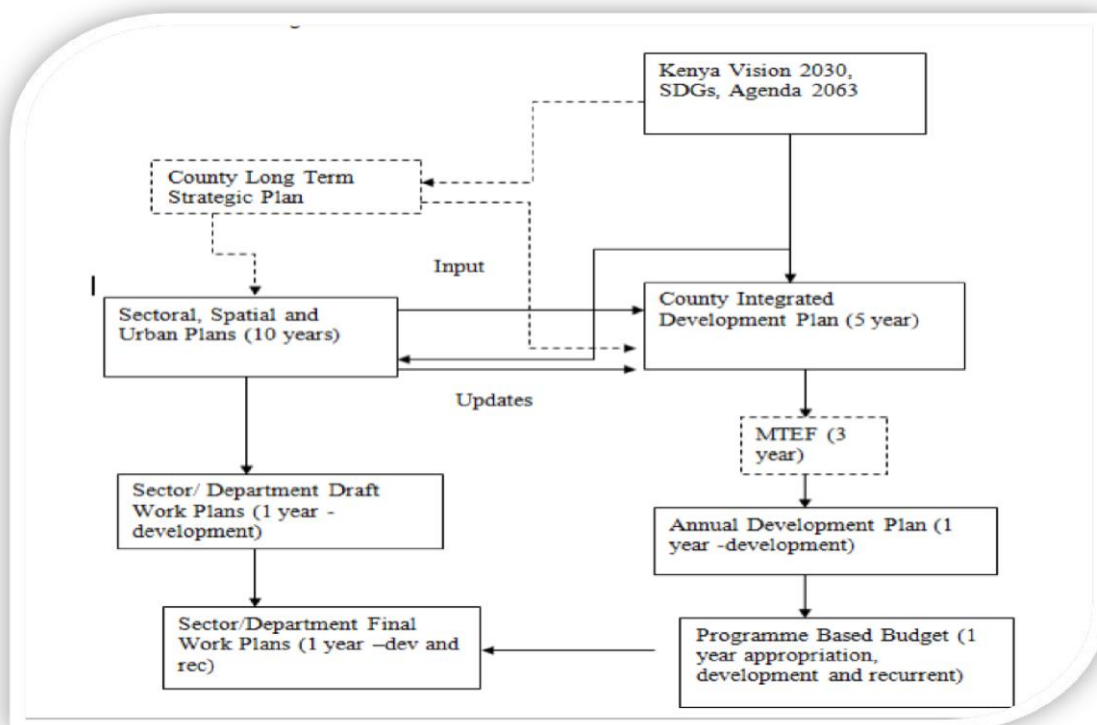 Kenya Vision 2030,
SDGs, Agenda 2063
County Long Term
Strategic Plan
Input
Sectoral, Spatial and
Urban Plans (10 years)
County Integrated
Development Plan (5 year)
Updates
MTEF (3
year)
Sector/ Department Draft
Work Plans (1 year -
development)
Annual Development Plan (1
year -development)
Sector/Department Final
Work Plans (1 year –dev and
rec)
Programme Based Budget (1
year appropriation,
development and recurrent)